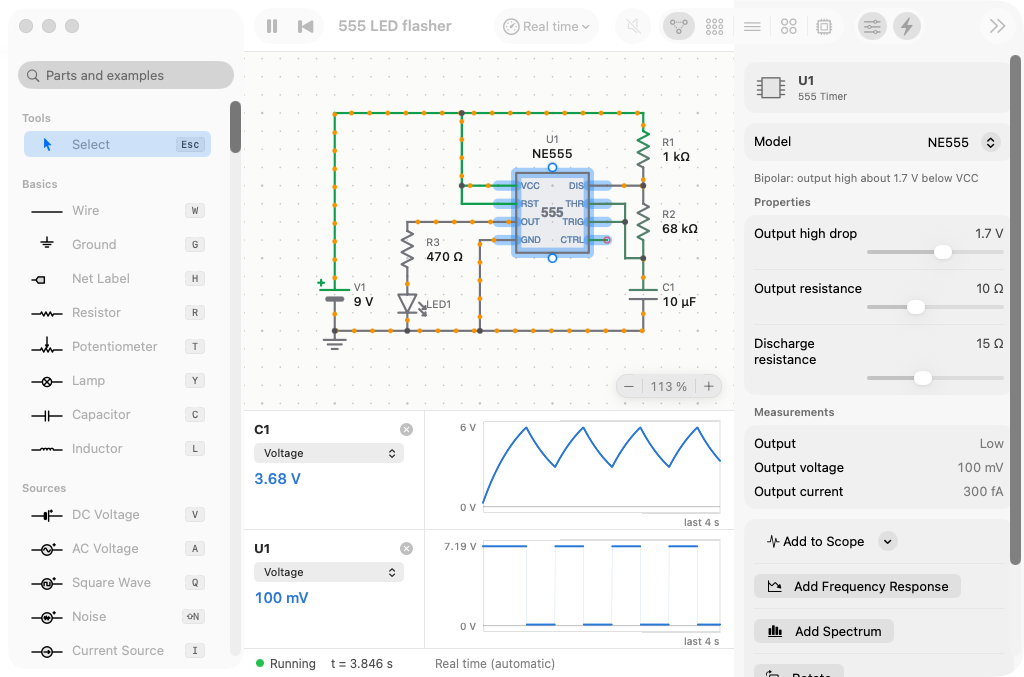 555 LED flasher
Real time
Parts and examples
Tools
Select Esc
Basics
Wire W
Ground G
Net Label H
Resistor R
Potentiometer T
Lamp Y
Capacitor C
Inductor L
Sources
DC Voltage V
AC Voltage A
Square Wave Q
Noise ⇧N
Current Source I
U1
NE555
VCC DIS
RST THR
555
OUT TRIG
GND CTRL
R1
1 kΩ
R2
68 kΩ
R3
470 Ω
V1
9 V
LED1
C1
10 µF
− 113 % +
C1
Voltage
3.68 V
6 V
0 V
last 4 s
U1
Voltage
100 mV
7.19 V
0 V
last 4 s
Running t = 3.846 s Real time (automatic)
U1
555 Timer
Model NE555
Bipolar: output high about 1.7 V below VCC
Properties
Output high drop 1.7 V
Output resistance 10 Ω
Discharge 15 Ω
resistance
Measurements
Output Low
Output voltage 100 mV
Output current 300 fA
Add to Scope
Add Frequency Response
Add Spectrum